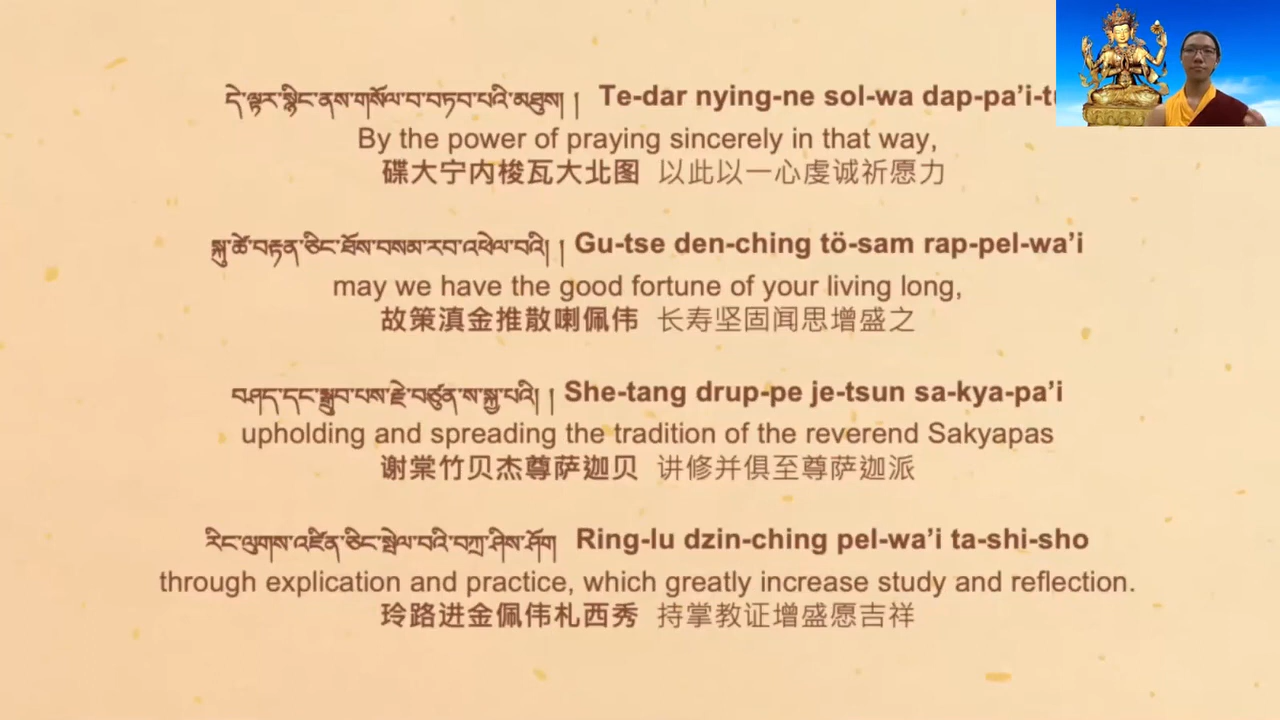 དེ་ལྟར་སྙིང་ནས་གསོལ་བ་བཏབ་པའི་མཐུས། ། Te-dar nying-ne sol-wa dap-pa’i-tu
By the power of praying sincerely in that way,
碟大宁内梭瓦大北图 以此以一心虔诚祈愿力
སྐུ་ཚེ་བརྟན་ཅིང་ཐོས་བསམ་རབ་འཕེལ་བའི། ། Gu-tse den-ching tö-sam rap-pel-wa’i
may we have the good fortune of your living long,
故策滇金推散喇佩伟 长寿坚固闻思增盛之
བཤད་དང་སྒྲུབ་པས་རྗེ་བཙུན་ས་སྐྱ་པའི། ། She-tang drup-pe je-tsun sa-kya-pa’i
upholding and spreading the tradition of the reverend Sakyapas
谢棠竹贝杰尊萨迦贝 讲修并俱至尊萨迦派
རིང་ལུགས་འཛིན་ཅིང་སྤེལ་བའི་བཀྲ་ཤིས་ཤོག Ring-lu dzin-ching pel-wa’i ta-shi-sho
through explication and practice, which greatly increase study and reflection.
玲路进金佩伟札西秀 持掌教证增盛愿吉祥